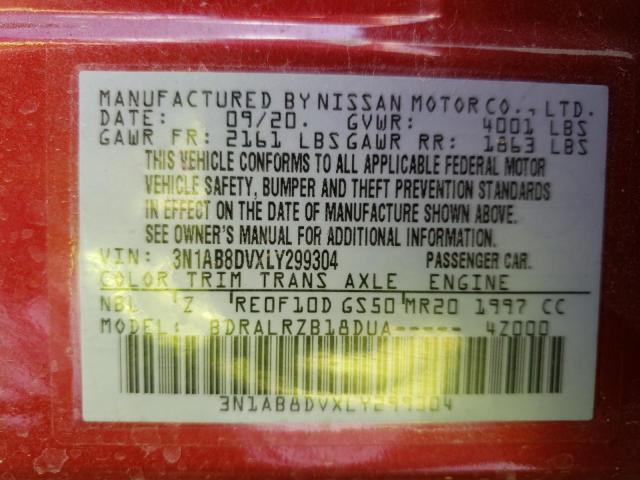 MANUFACTURED BY NISSAN MOTOR CO., LTD.
DATE: 09/20. GVWR: 4001 LBS
GAWR FR: 2161 LBS GAWR RR: 1863 LBS
THIS VEHICLE CONFORMS TO ALL APPLICABLE FEDERAL MOTOR
VEHICLE SAFETY, BUMPER AND THEFT PREVENTION STANDARDS
IN EFFECT ON THE DATE OF MANUFACTURE SHOWN ABOVE.
SEE OWNER'S MANUAL FOR ADDITIONAL INFORMATION.
VIN: 3N1AB8DVXLY299304 PASSENGER CAR.
COLOR TRIM TRANS AXLE ENGINE
NBL Z RE0F10D GS50 MR20 1997 CC
MODEL: BDRALRZB18DUA----- 4Z000
3N1AB8DVXLY299304